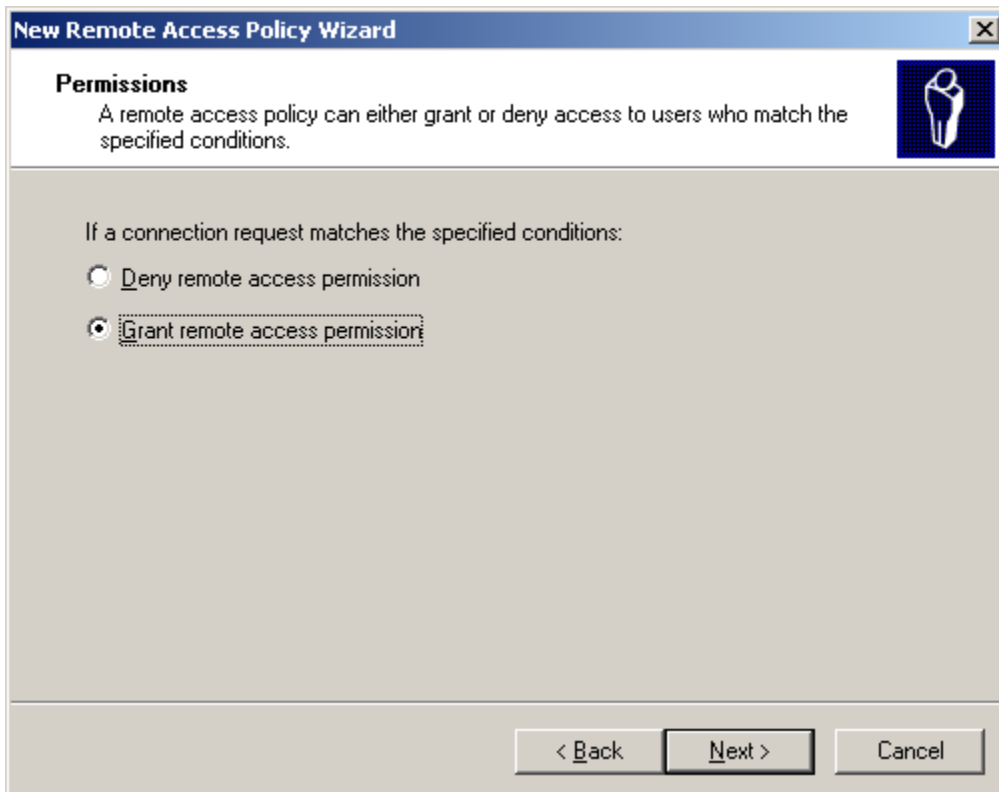 New Remote Access Policy Wizard
Permissions
A remote access policy can either grant or deny access to users who match the
specified conditions.
If a connection request matches the specified conditions:
Deny remote access permission
Grant remote access permission
< Back
Next >
Cancel